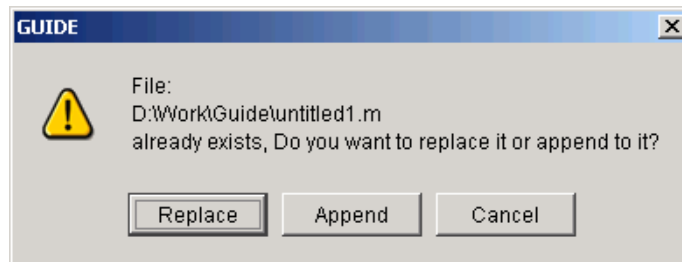 GUIDE
File:
D:\Work\Guide\untitled1.m
already exists, Do you want to replace it or append to it?
Replace Append Cancel